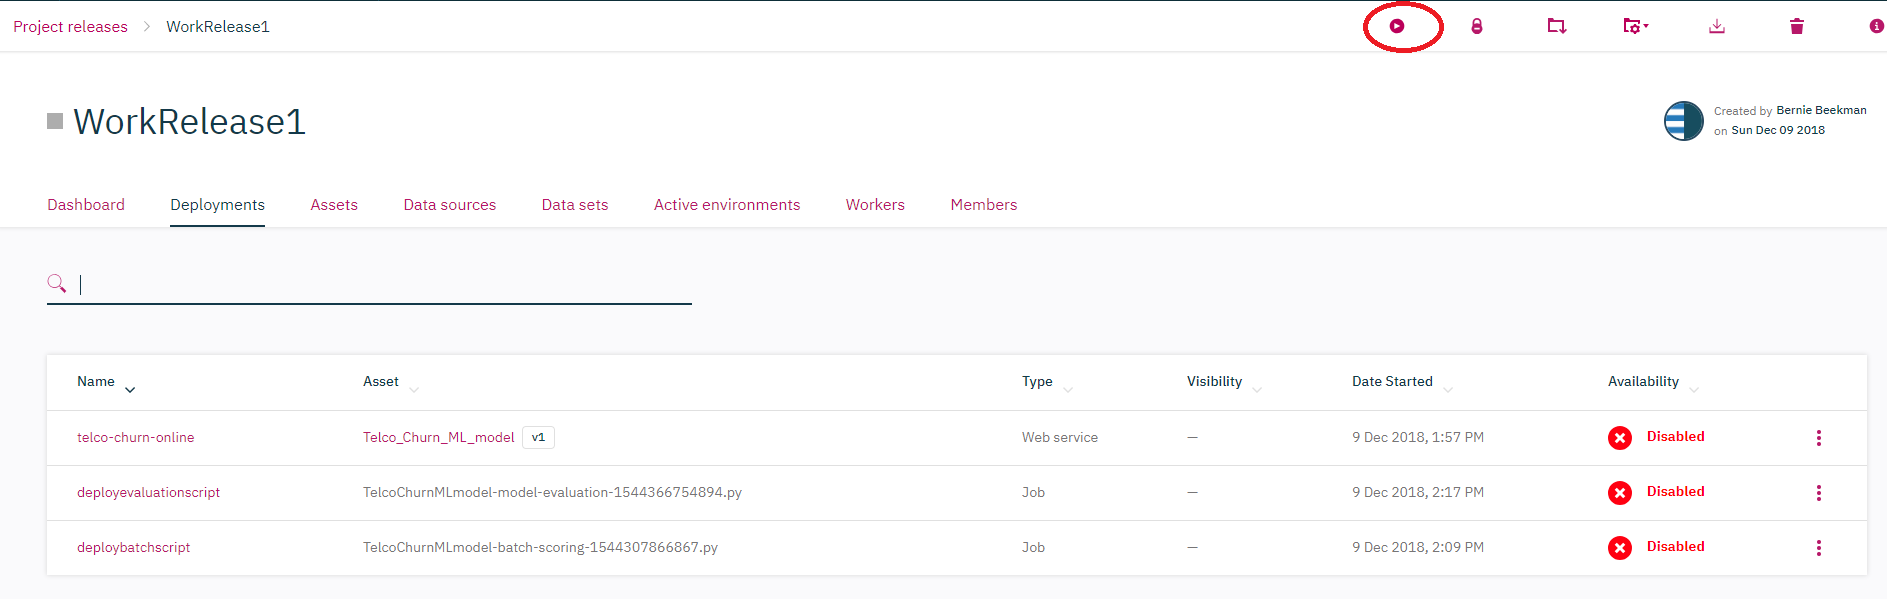 Project releases > WorkRelease1
WorkRelease1
Created by Bernie Beekman
on Sun Dec 09 2018
Dashboard Deployments Assets Data sources Data sets Active environments Workers Members
Name Asset Type Visibility Date Started Availability
telco-churn-online Telco_Churn_ML_model v1 Web service — 9 Dec 2018, 1:57 PM Disabled
deployevaluationscript TelcoChurnMLmodel-model-evaluation-1544366754894.py Job — 9 Dec 2018, 2:17 PM Disabled
deploybatchscript TelcoChurnMLmodel-batch-scoring-1544307866867.py Job — 9 Dec 2018, 2:09 PM Disabled